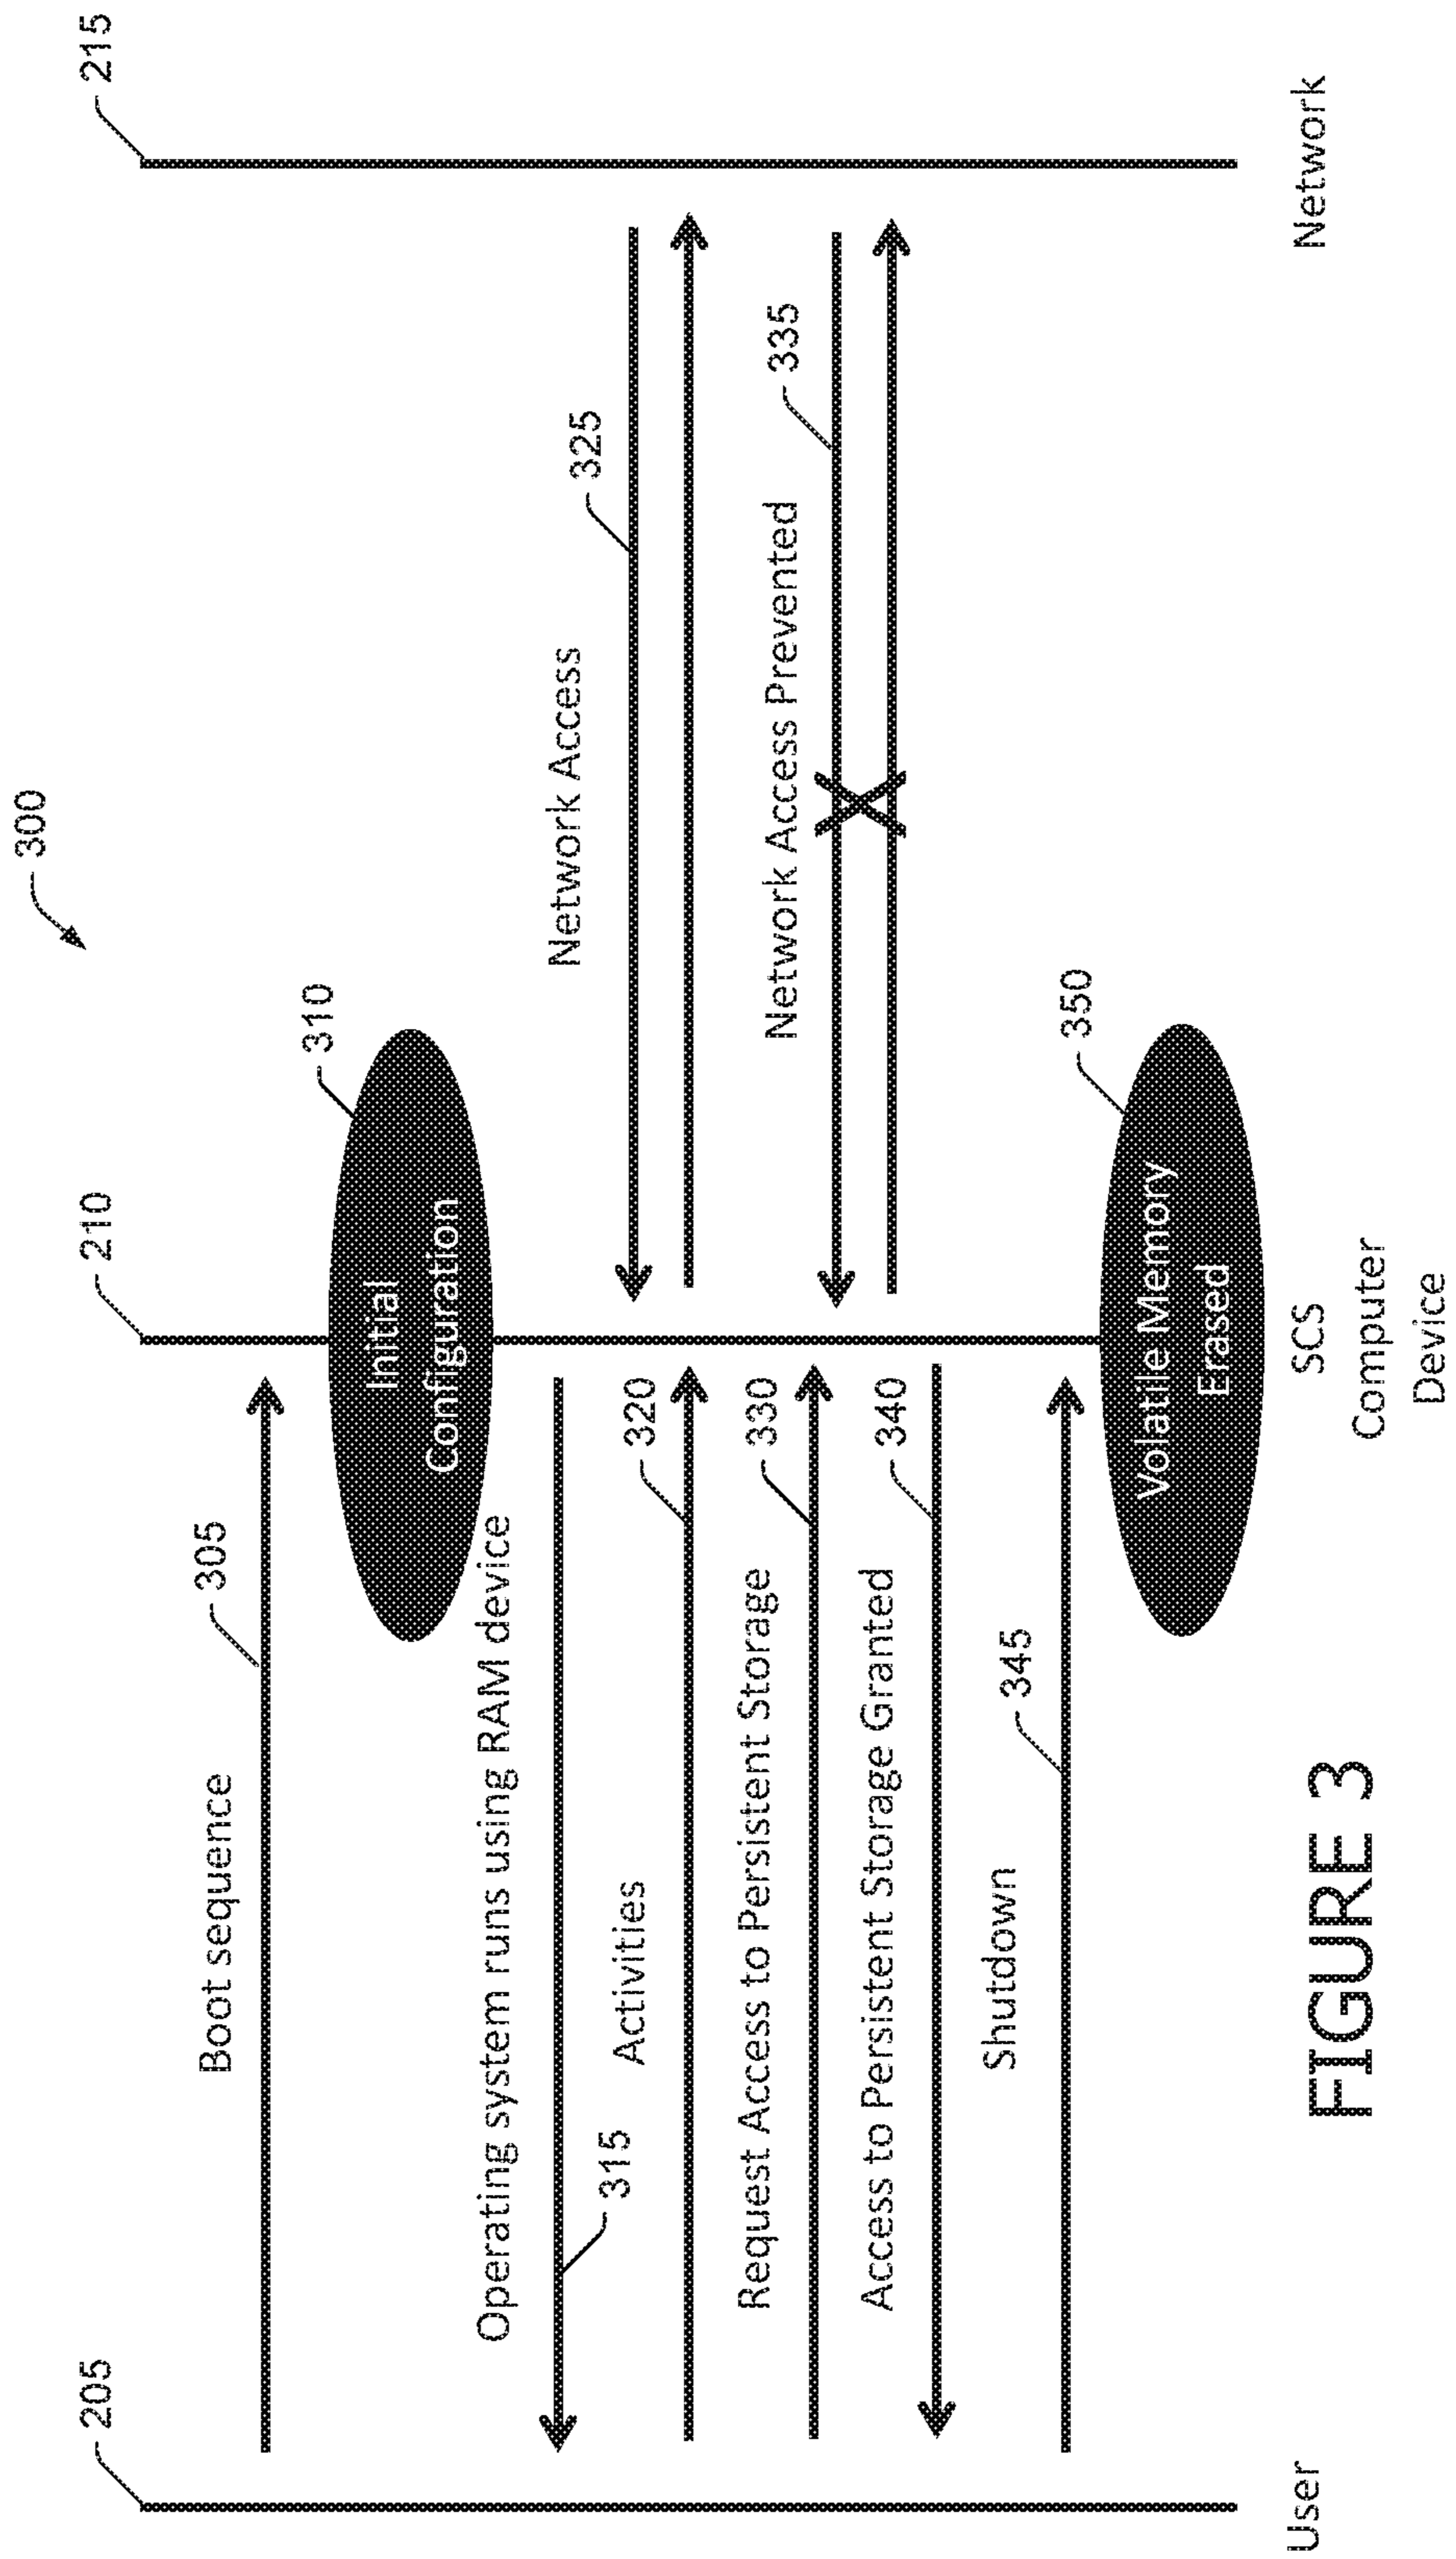 300
205
210
215
Boot sequence
305
Initial
Configuration
310
Operating system runs using RAM device
315
Network Access
325
Activities
320
Request Access to Persistent Storage
330
Network Access Prevented
335
Access to Persistent Storage Granted
340
Shutdown
345
Volatile Memory
Erased
350
User
SCS
Computer
Device
Network
FIGURE 3